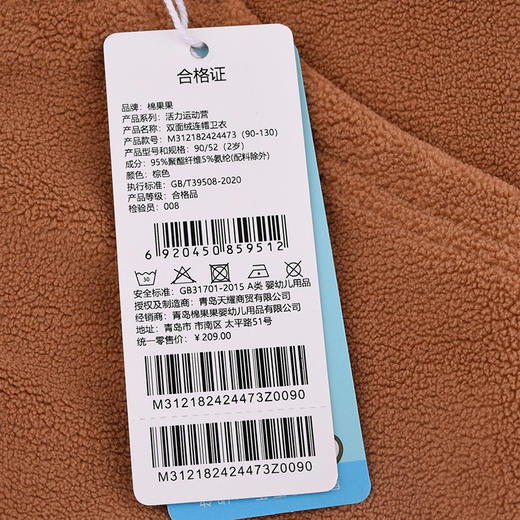 合格证
品牌：棉果果
产品系列：活力运动营
产品名称：双面绒连帽卫衣
产品款号：M312182424473（90-130）
产品型号和规格：90/52（2岁）
成分：95%聚酯纤维5%氨纶(配料除外)
颜色：棕色
执行标准：GB/T39508-2020
产品等级：合格品
检验员：008
6 920450 859512
30
安全标准：GB31701-2015 A类 婴幼儿用品
授权及制造商：青岛天耀商贸有限公司
经销商：青岛棉果果婴幼儿用品有限公司
地址：青岛市 市南区 太平路51号
统一零售价：￥209.00
M312182424473Z0090
M312182424473Z0090